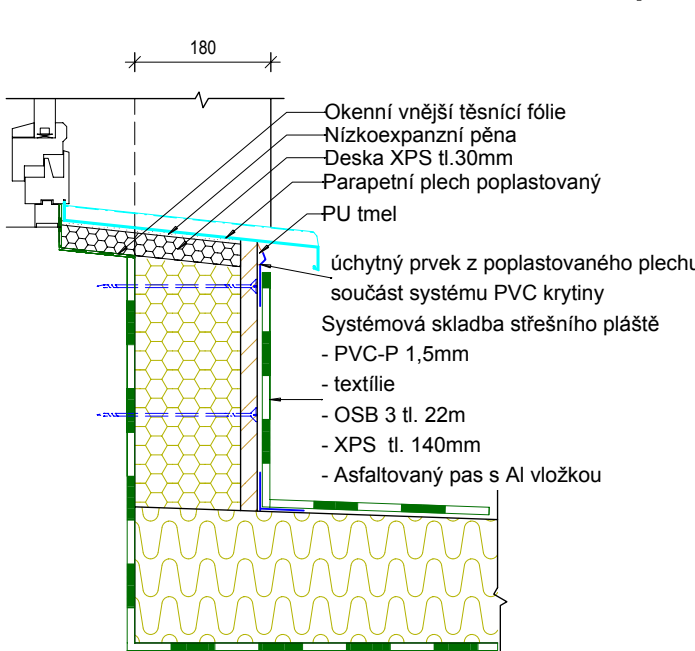 180
Okenní vnější těsnící fólie
Nízkoexpanzní pěna
Deska XPS tl.30mm
Parapetní plech poplastovaný
PU tmel
úchytný prvek z poplastovaného plechu
součást systému PVC krytiny
Systémová skladba střešního pláště
- PVC-P 1,5mm
- textílie
- OSB 3 tl. 22m
- XPS tl. 140mm
- Asfaltovaný pas s Al vložkou